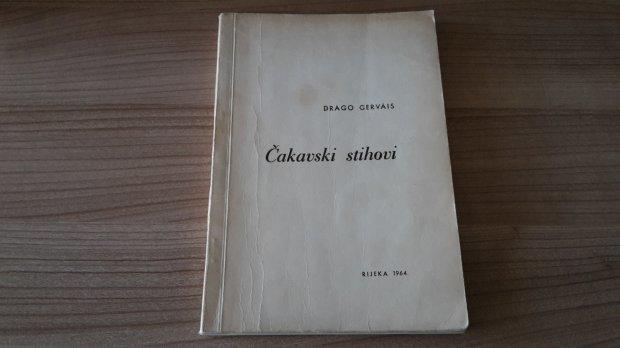 DRAGO GERVAIS
Čakavski stihovi
RIJEKA 1964